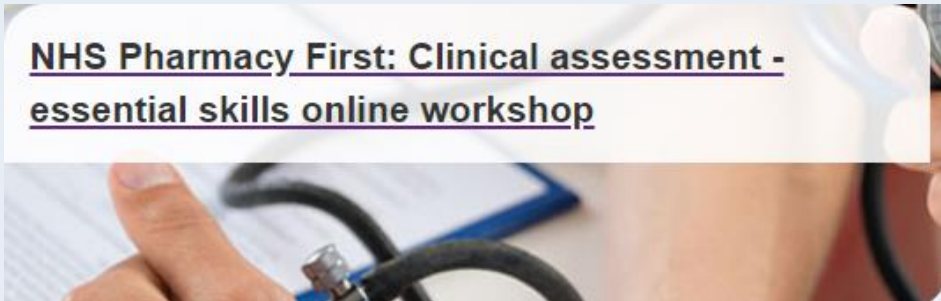 NHS Pharmacy First: Clinical assessment -
essential skills online workshop